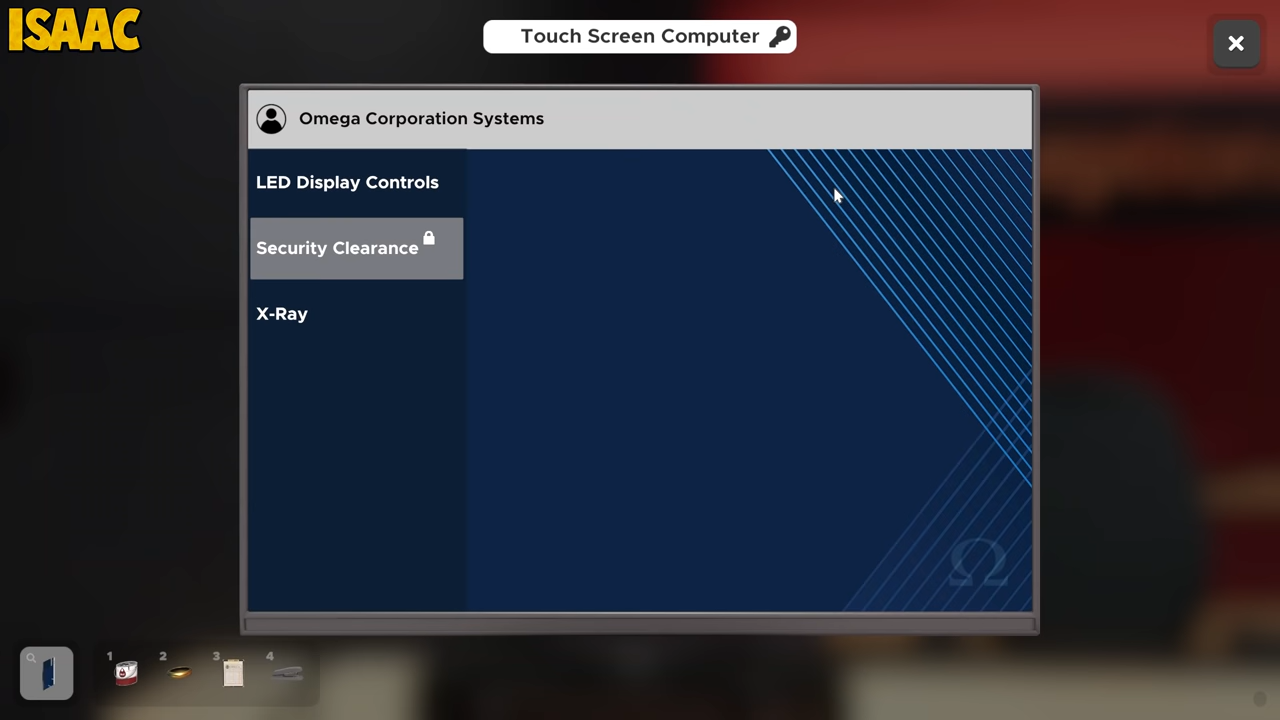 ISAAC
Touch Screen Computer
Omega Corporation Systems
LED Display Controls
Security Clearance
X-Ray
Ω
1 2 3 4